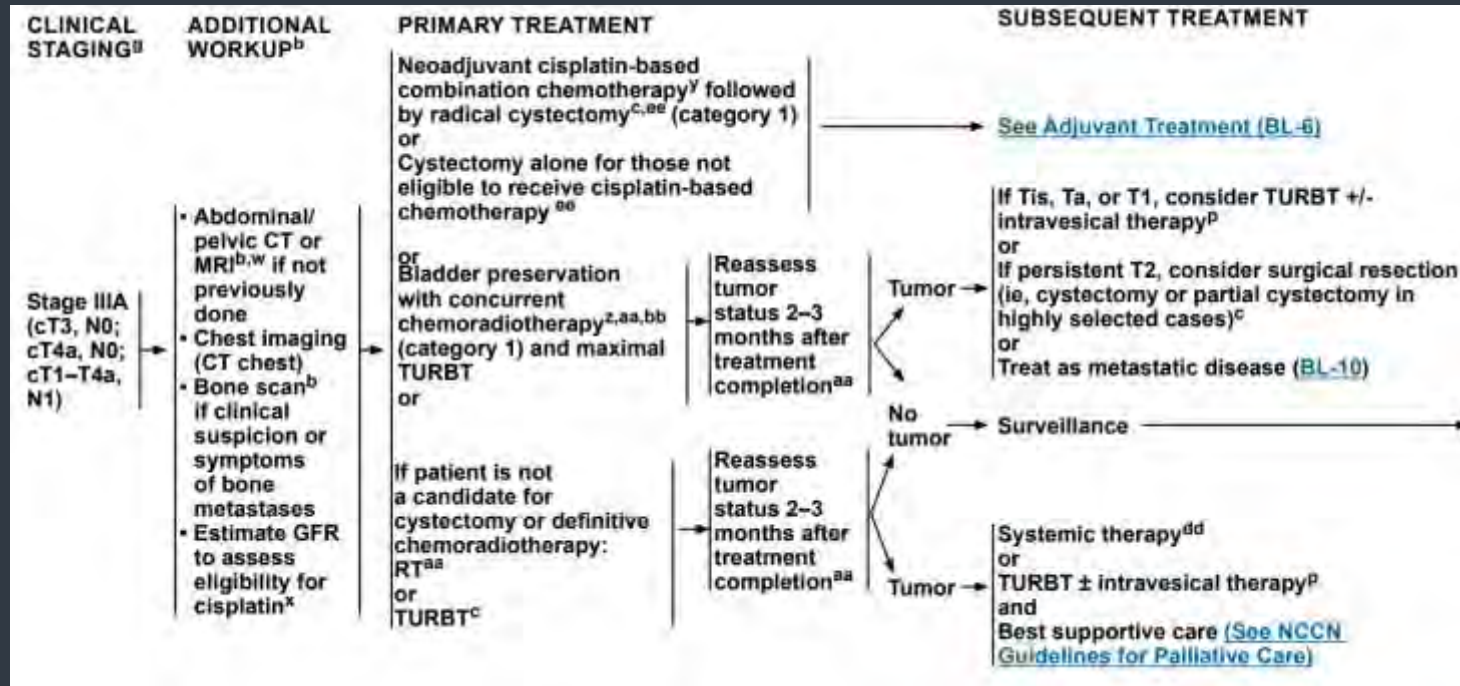 CLINICAL
STAGINGg
ADDITIONAL
WORKUPb
PRIMARY TREATMENT
SUBSEQUENT TREATMENT
Stage IIIA
(cT3, N0;
cT4a, N0;
cT1–T4a,
N1)
• Abdominal/
pelvic CT or
MRIb,w if not
previously
done
• Chest imaging
(CT chest)
• Bone scanb
if clinical
suspicion or
symptoms
of bone
metastases
• Estimate GFR
to assess
eligibility for
cisplatinx
Neoadjuvant cisplatin-based
combination chemotherapyy followed
by radical cystectomyc,ee (category 1)
or
Cystectomy alone for those not
eligible to receive cisplatin-based
chemotherapy ee
or
Bladder preservation
with concurrent
chemoradiotherapyz,aa,bb
(category 1) and maximal
TURBT
or
If patient is not
a candidate for
cystectomy or definitive
chemoradiotherapy:
RTaa
or
TURBTc
Reassess
tumor
status 2–3
months after
treatment
completionaa
Reassess
tumor
status 2–3
months after
treatment
completionaa
Tumor
No
tumor
Tumor
See Adjuvant Treatment (BL-6)
If Tis, Ta, or T1, consider TURBT +/-
intravesical therapyp
or
If persistent T2, consider surgical resection
(ie, cystectomy or partial cystectomy in
highly selected cases)c
or
Treat as metastatic disease (BL-10)
Surveillance
Systemic therapydd
or
TURBT ± intravesical therapyp
and
Best supportive care (See NCCN
Guidelines for Palliative Care)